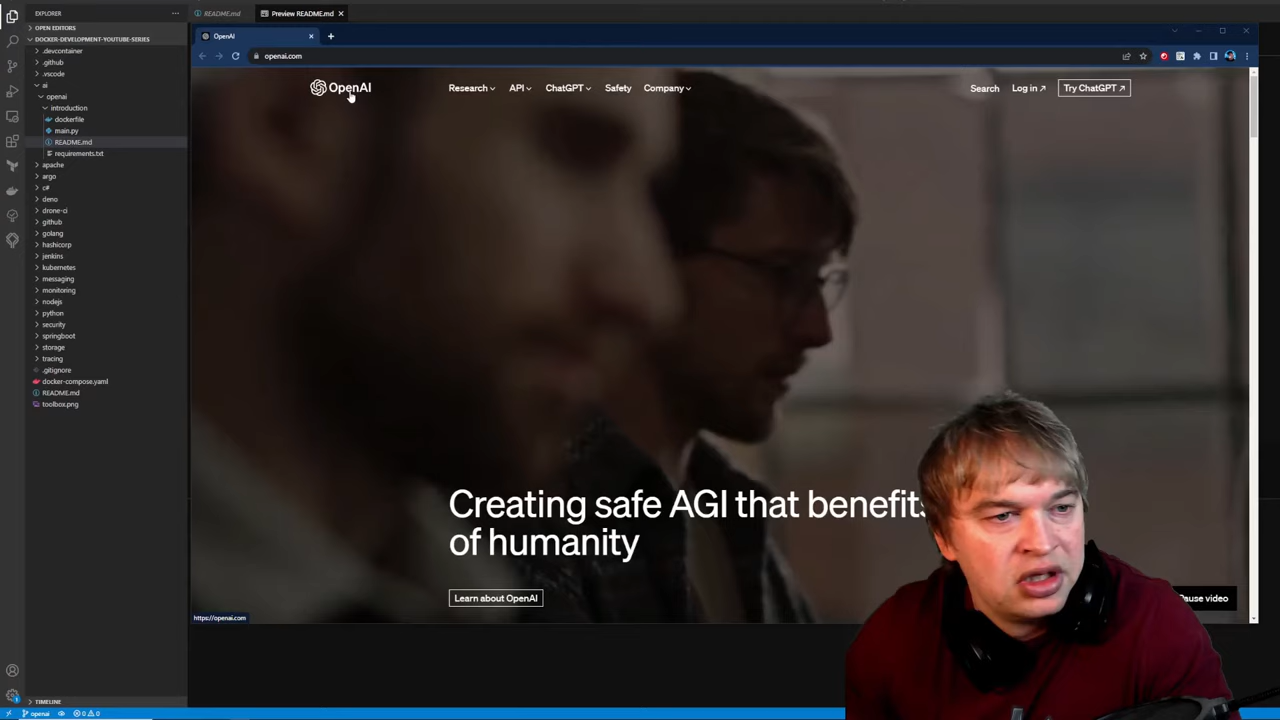 EXPLORER
OPEN EDITORS
DOCKER-DEVELOPMENT-YOUTUBE-SERIES
.devcontainer
.github
.vscode
ai
openai
introduction
dockerfile
main.py
README.md
requirements.txt
apache
argo
c#
deno
drone-ci
github
golang
hashicorp
jenkins
kubernetes
messaging
monitoring
nodejs
python
security
springboot
storage
tracing
.gitignore
docker-compose.yaml
README.md
toolbox.png
TIMELINE
openai 0 0
README.md
Preview README.md
OpenAI
openai.com
OpenAI
Research
API
ChatGPT
Safety
Company
Search
Log in
Try ChatGPT
Creating safe AGI that benefits
of humanity
Learn about OpenAI
Pause video
https://openai.com